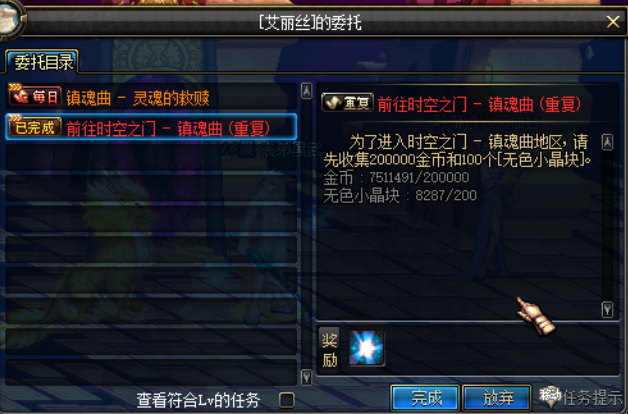 [艾丽丝]的委托
委托目录
每日 镇魂曲 - 灵魂的救赎
已完成 前往时空之门 - 镇魂曲 (重复)
重复 前往时空之门 - 镇魂曲 (重复)
为了进入时空之门 - 镇魂曲地区, 请
先收集200000金币和100个[无色小晶块]。
金币 : 7511491/200000
无色小晶块 : 8287/200
奖
励
查看符合Lv的任务
完成 放弃 移动 任务提示